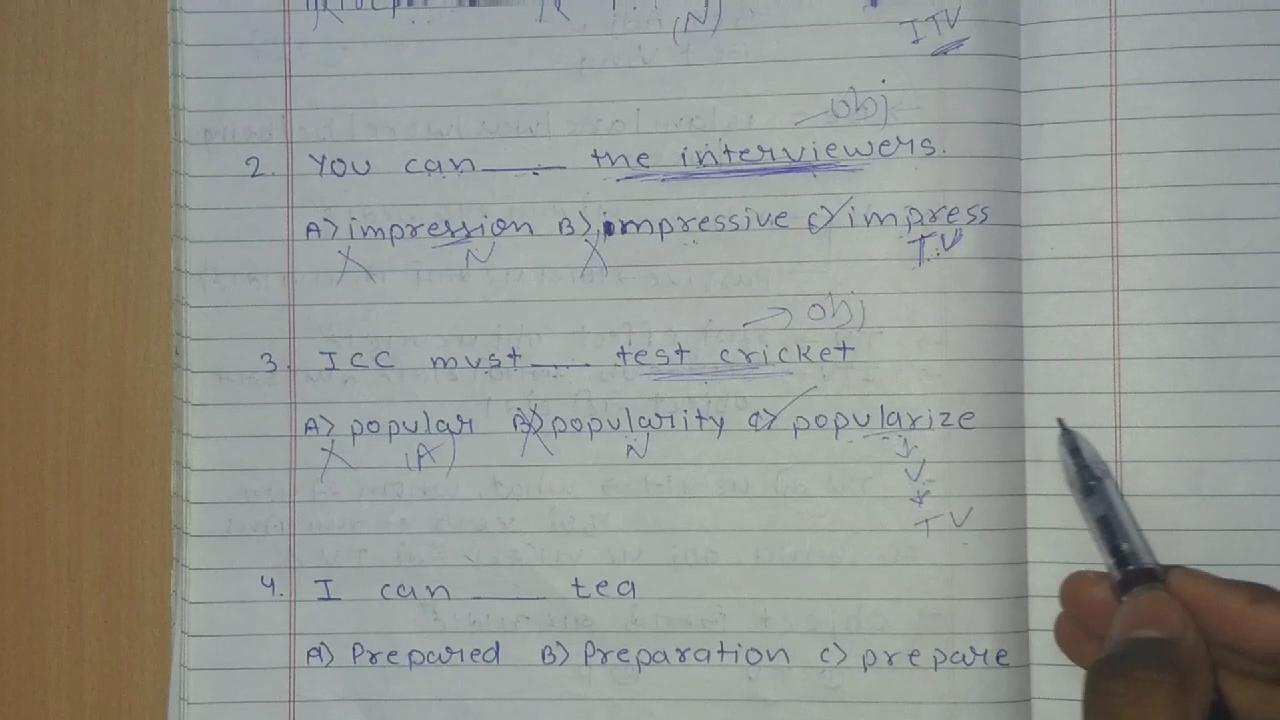 (N)
ITV
obj
2. You can ___ the interviewers.
A) impression B) impressive C) impress
X N X T.V
→ obj
3. ICC must ___ test cricket
A) popular B) popularity C) popularize
X (A) X N
V
TV
4. I can ___ tea
A) Prepared B) Preparation C) prepare